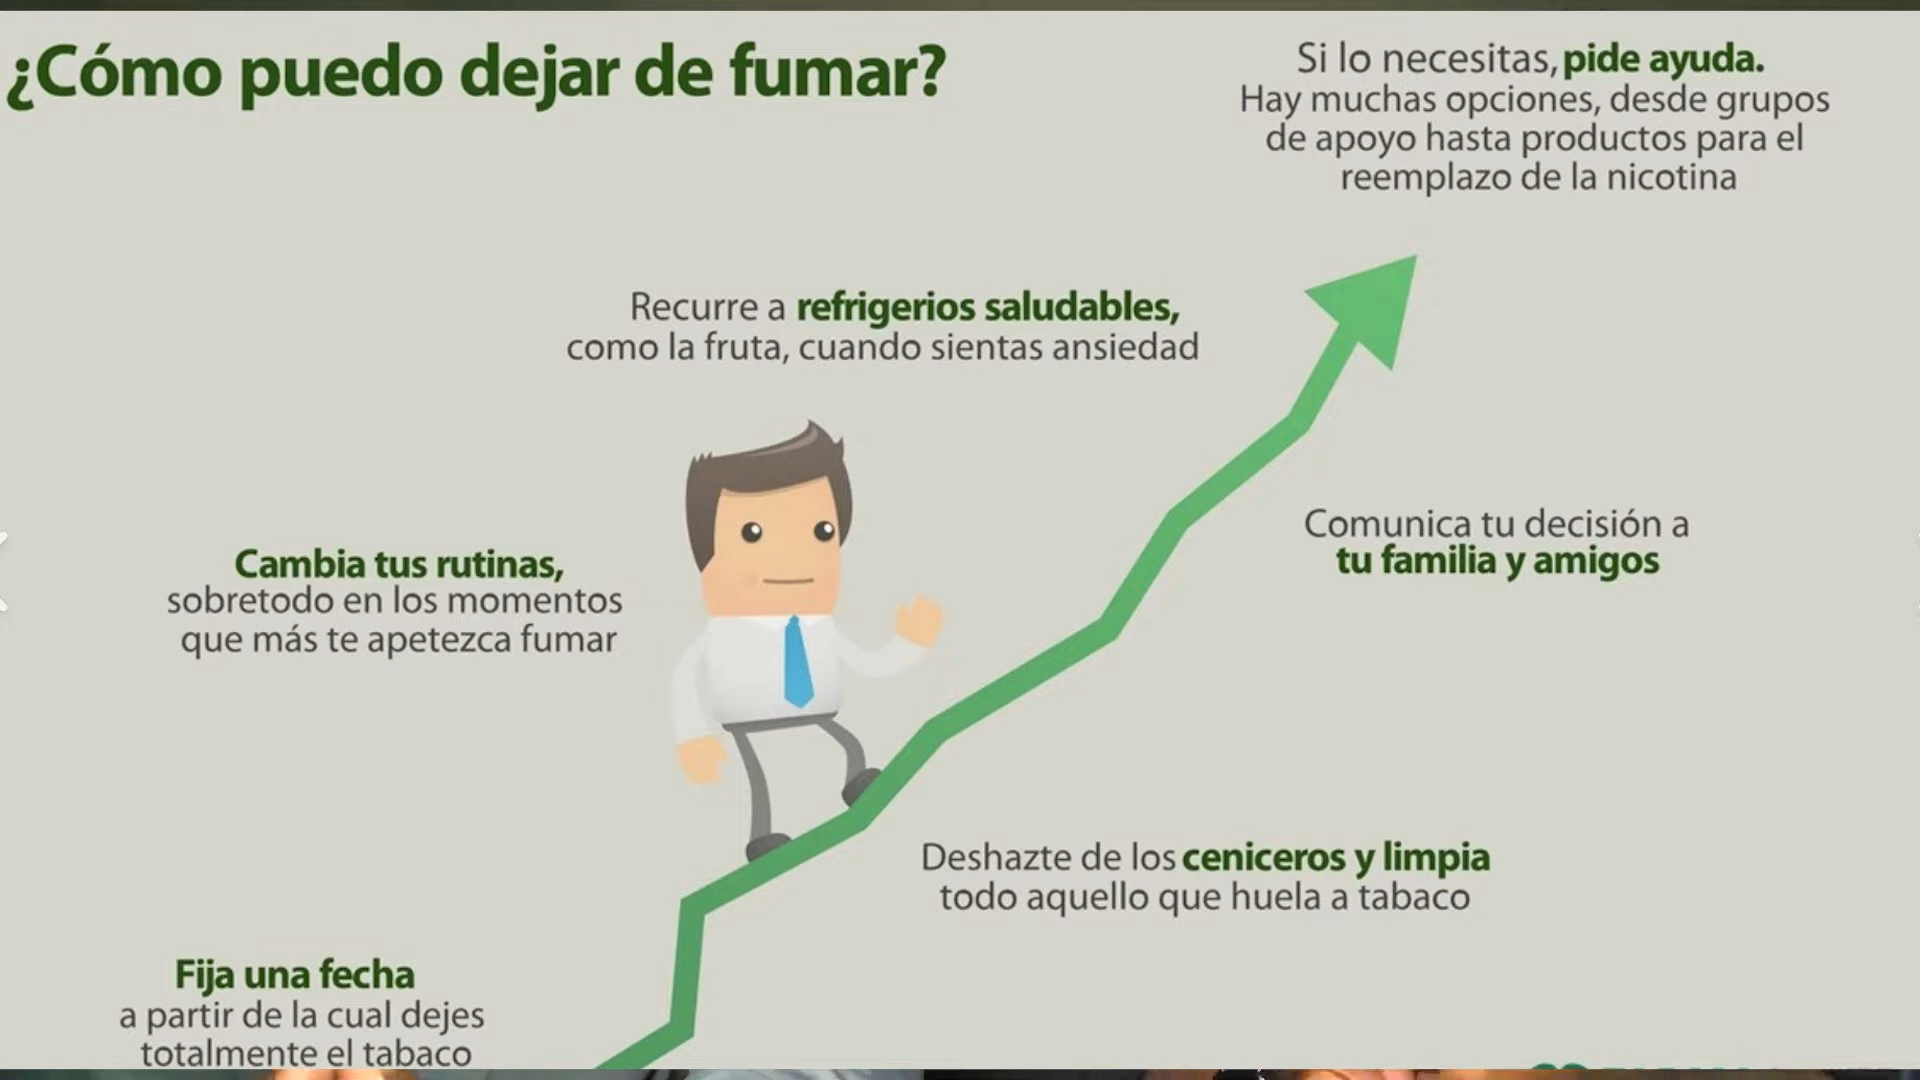 ¿Cómo puedo dejar de fumar?
Si lo necesitas, pide ayuda.
Hay muchas opciones, desde grupos
de apoyo hasta productos para el
reemplazo de la nicotina
Recurre a refrigerios saludables,
como la fruta, cuando sientas ansiedad
Comunica tu decisión a
tu familia y amigos
Cambia tus rutinas,
sobretodo en los momentos
que más te apetezca fumar
Deshazte de los ceniceros y limpia
todo aquello que huela a tabaco
Fija una fecha
a partir de la cual dejes
totalmente el tabaco